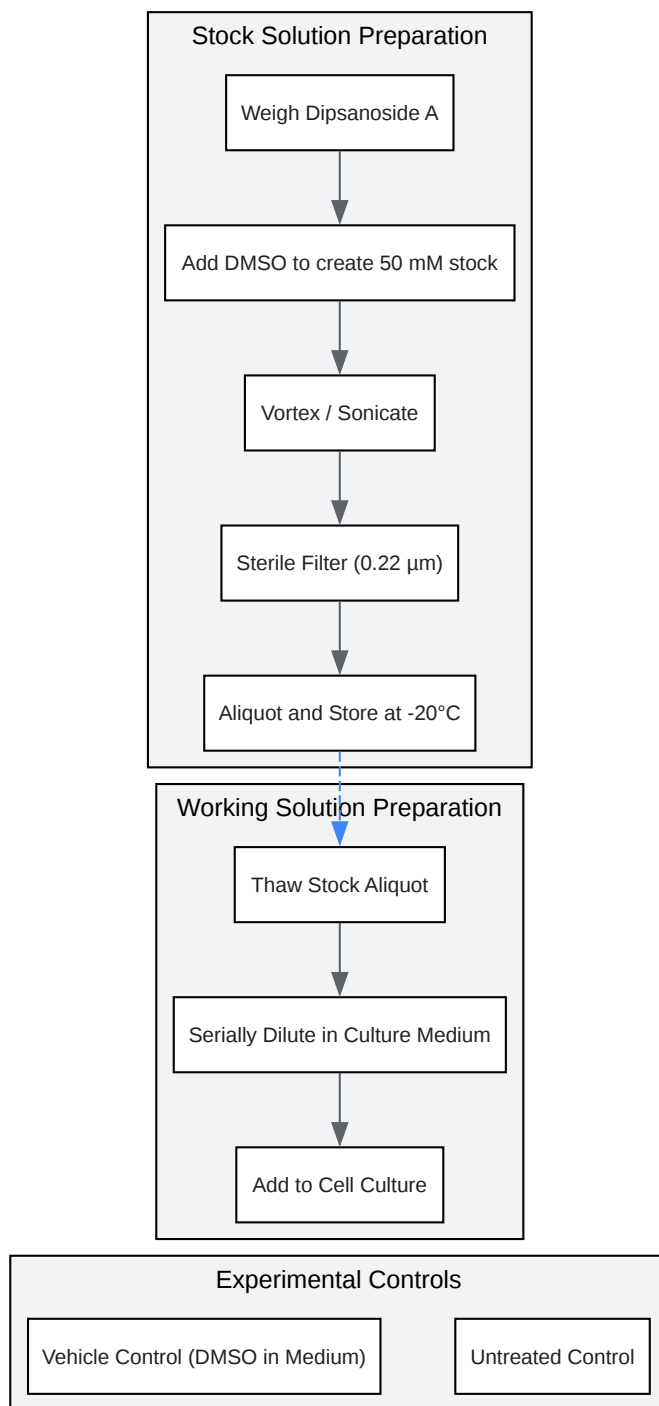 Stock Solution Preparation
Weigh Dipsanoside A
Add DMSO to create 50 mM stock
Vortex / Sonicate
Sterile Filter (0.22 µm)
Aliquot and Store at -20°C
Working Solution Preparation
Thaw Stock Aliquot
Serially Dilute in Culture Medium
Add to Cell Culture
Experimental Controls
Vehicle Control (DMSO in Medium)
Untreated Control